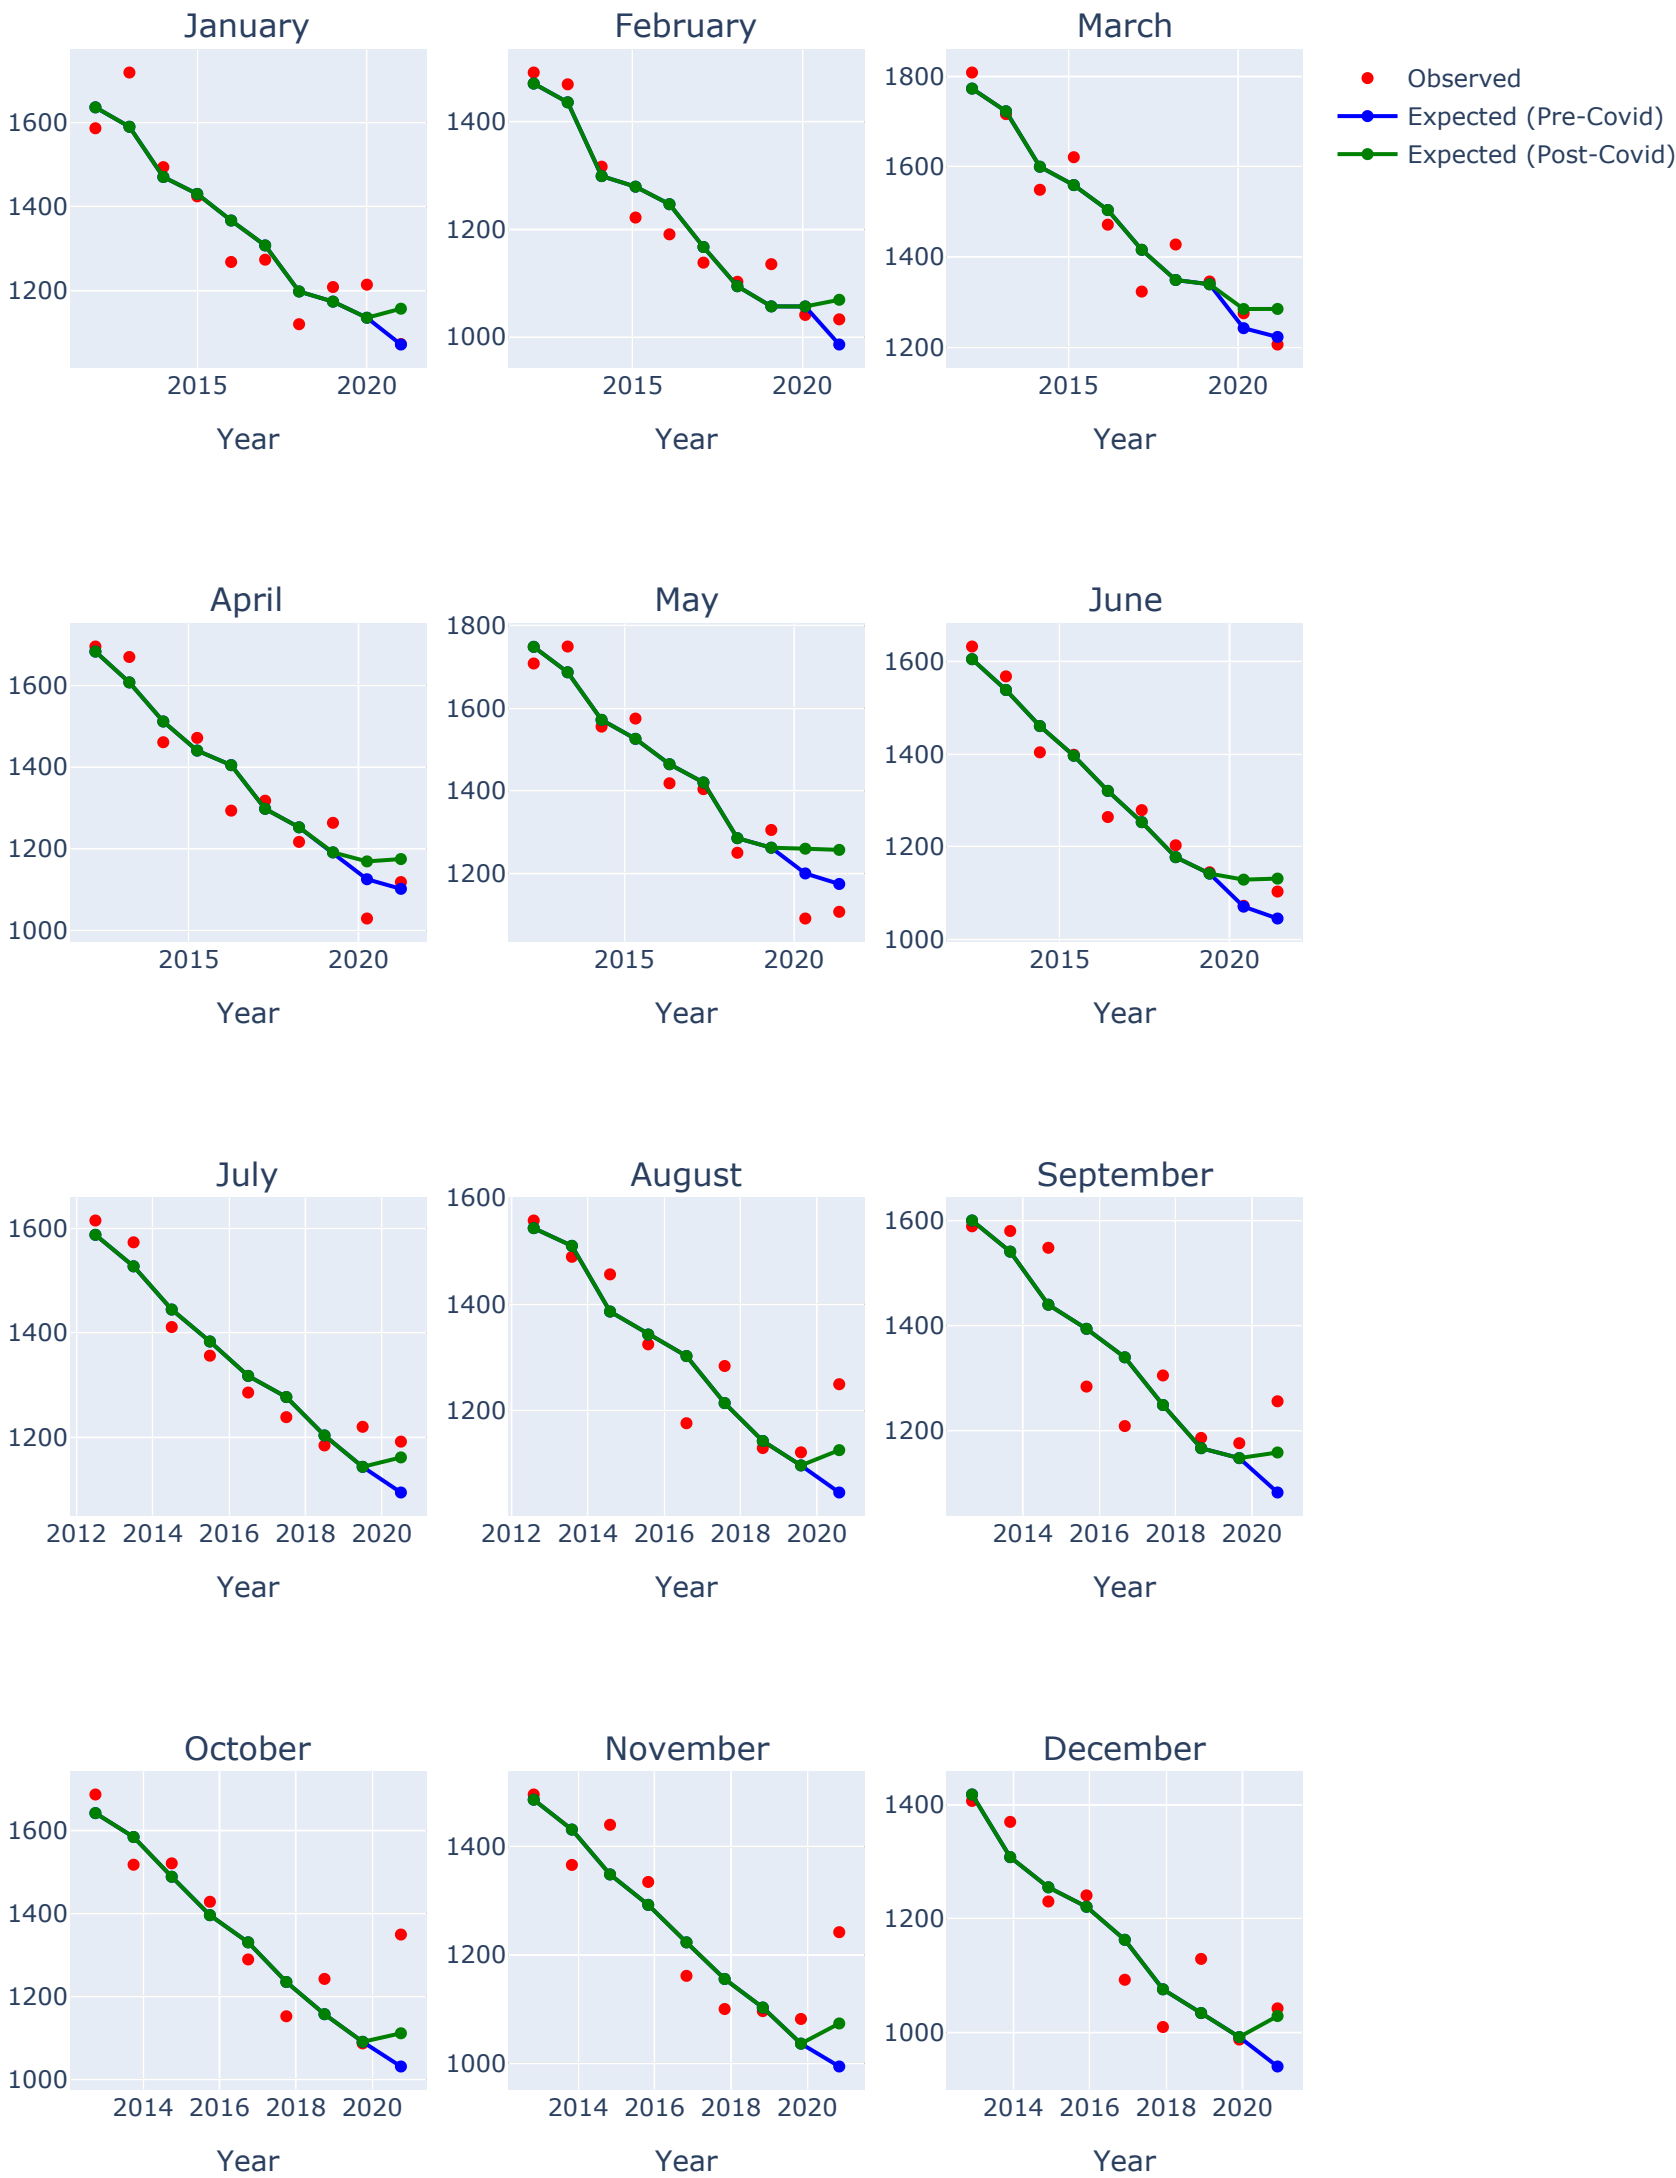 January February March
Observed
Expected (Pre-Covid)
Expected (Post-Covid)
1600
1400
1200
2015 2020
Year
1400
1200
1000
2015 2020
Year
1800
1600
1400
1200
2015 2020
Year
April May June
1600
1400
1200
1000
2015 2020
Year
1800
1600
1400
1200
2015 2020
Year
1600
1400
1200
1000
2015 2020
Year
July August September
1600
1400
1200
2012 2014 2016 2018 2020
Year
1600
1400
1200
2012 2014 2016 2018 2020
Year
1600
1400
1200
2014 2016 2018 2020
Year
October November December
1600
1400
1200
1000
2014 2016 2018 2020
Year
1400
1200
1000
2014 2016 2018 2020
Year
1400
1200
1000
2014 2016 2018 2020
Year